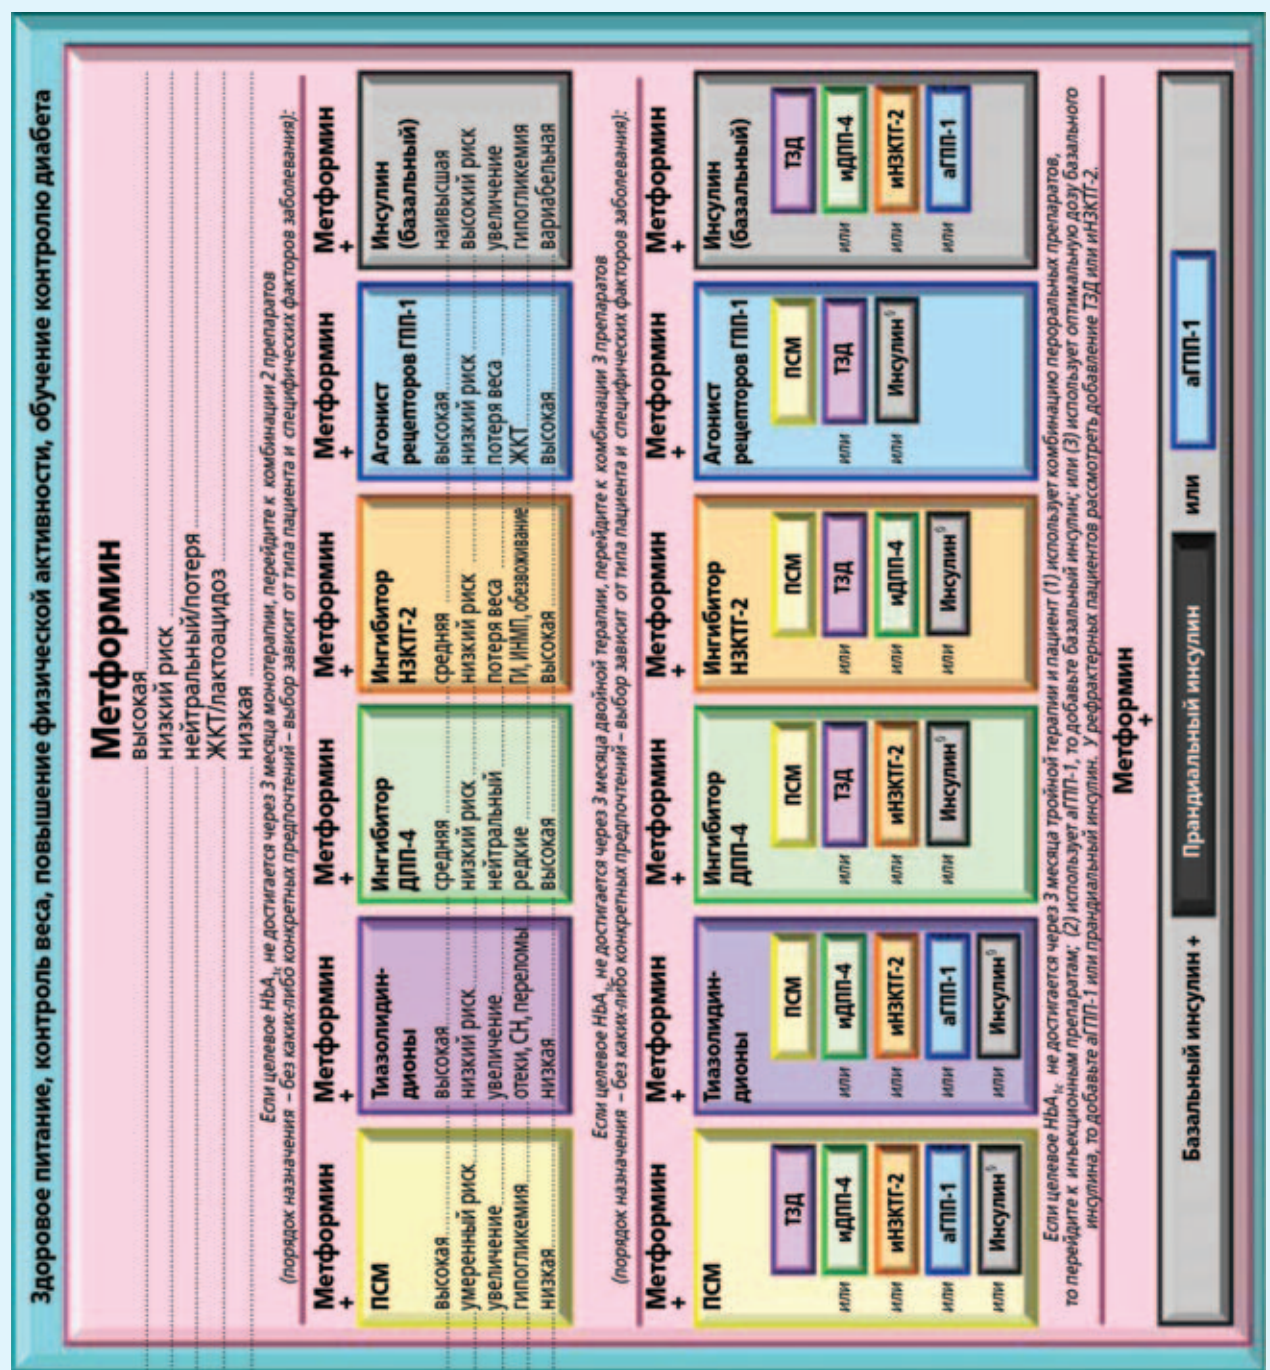 Здоровое питание, контроль веса, повышение физической активности, обучение контролю диабета
Метформин
высокая
низкий риск
нейтральный/потеря
ЖКТ/лактоацидоз
низкая
Если целевое HbA1c не достигается через 3 месяца монотерапии, перейдите к комбинации 2 препаратов
(порядок назначения – без каких-либо конкретных предпочтений – выбор зависит от типа пациента и специфических факторов заболевания):
Метформин
+
ПСМ
высокая
умеренный риск
увеличение
гипогликемия
низкая
Метформин
+
Тиазолидин-
дионы
высокая
низкий риск
увеличение
отеки, СН, переломы
низкая
Метформин
+
Ингибитор
ДПП-4
средняя
низкий риск
нейтральный
редкие
высокая
Метформин
+
Ингибитор
НЗКТГ-2
средняя
низкий риск
потеря веса
ГИ, ИНМП, обезвоживание
высокая
Метформин
+
Агонист
рецепторов ГПП-1
высокая
низкий риск
потеря веса
ЖКТ
высокая
Метформин
+
Инсулин
(базальный)
наивысшая
высокий риск
увеличение
гипогликемия
вариабельная
Если целевое HbA1c не достигается через 3 месяца двойной терапии, перейдите к комбинации 3 препаратов
(порядок назначения – без каких-либо конкретных предпочтений – выбор зависит от типа пациента и специфических факторов заболевания):
Метформин
+
ПСМ
ТЗД
или иДПП-4
или иНЗКТГ-2
или аГПП-1
или Инсулин§
Метформин
+
Тиазолидин-
дионы
ПСМ
или иДПП-4
или иНЗКТГ-2
или аГПП-1
или Инсулин§
Метформин
+
Ингибитор
ДПП-4
ПСМ
или ТЗД
или иНЗКТГ-2
или Инсулин§
Метформин
+
Ингибитор
НЗКТГ-2
ПСМ
или ТЗД
или иДПП-4
или Инсулин§
Метформин
+
Агонист
рецепторов ГПП-1
ПСМ
или ТЗД
или Инсулин§
Метформин
+
Инсулин
(базальный)
ТЗД
или иДПП-4
или иНЗКТГ-2
или аГПП-1
Если целевое HbA1c не достигается через 3 месяца тройной терапии и пациент (1) использует комбинацию пероральных препаратов,
то перейдите к инъекционным препаратам; (2) использует аГПП-1, то добавьте базальный инсулин; или (3) использует оптимальную дозу базального
инсулина, то добавьте аГПП-1 или прандиальный инсулин. У рефрактерных пациентов рассмотреть добавление ТЗД или иНЗКТГ-2.
Метформин
+
Базальный инсулин + Прандиальный инсулин или аГПП-1